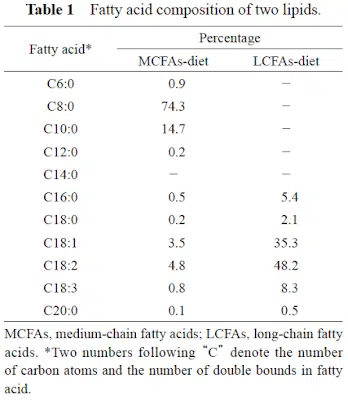 Table 1 Fatty acid composition of two lipids.
Fatty acid* Percentage
MCFAs-diet LCFAs-diet
C6:0 0.9 −
C8:0 74.3 −
C10:0 14.7 −
C12:0 0.2 −
C14:0 − −
C16:0 0.5 5.4
C18:0 0.2 2.1
C18:1 3.5 35.3
C18:2 4.8 48.2
C18:3 0.8 8.3
C20:0 0.1 0.5
MCFAs, medium-chain fatty acids; LCFAs, long-chain fatty
acids. *Two numbers following “C” denote the number
of carbon atoms and the number of double bounds in fatty
acid.